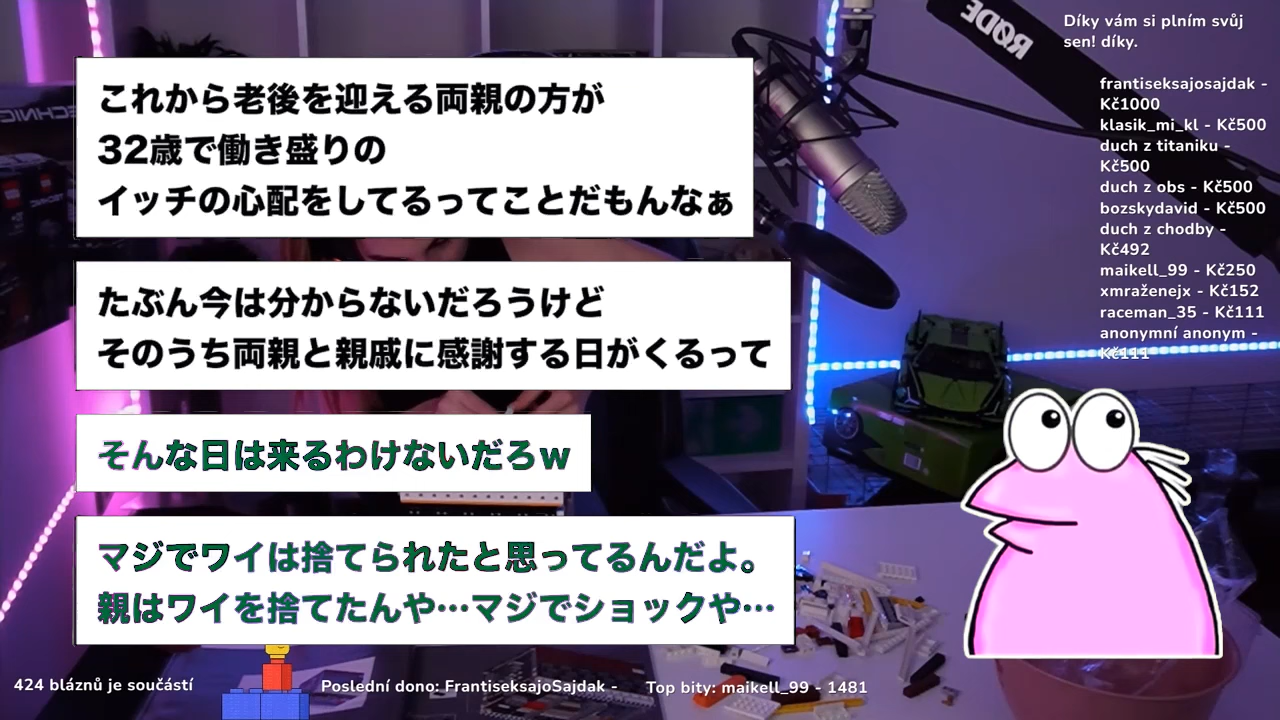 これから老後を迎える両親の方が
32歳で働き盛りの
イッチの心配をしてるってことだもんなぁ
たぶん今は分からないだろうけど
そのうち両親と親戚に感謝する日がくるって
そんな日は来るわけないだろw
マジでワイは捨てられたと思ってるんだよ。
親はワイを捨てたんや…マジでショックや…
RØDE
Díky vám si plním svůj
sen! díky.
frantiseksajosajdak -
Kč1000
klasik_mi_kl - Kč500
duch z titaniku -
Kč500
duch z obs - Kč500
bozskydavid - Kč500
duch z chodby -
Kč492
maikell_99 - Kč250
xmraženejx - Kč152
raceman_35 - Kč111
anonymní anonym -
Kč111
424 bláznů je součástí
Poslední dono: FrantiseksajoSajdak -
Top bity: maikell_99 - 1481